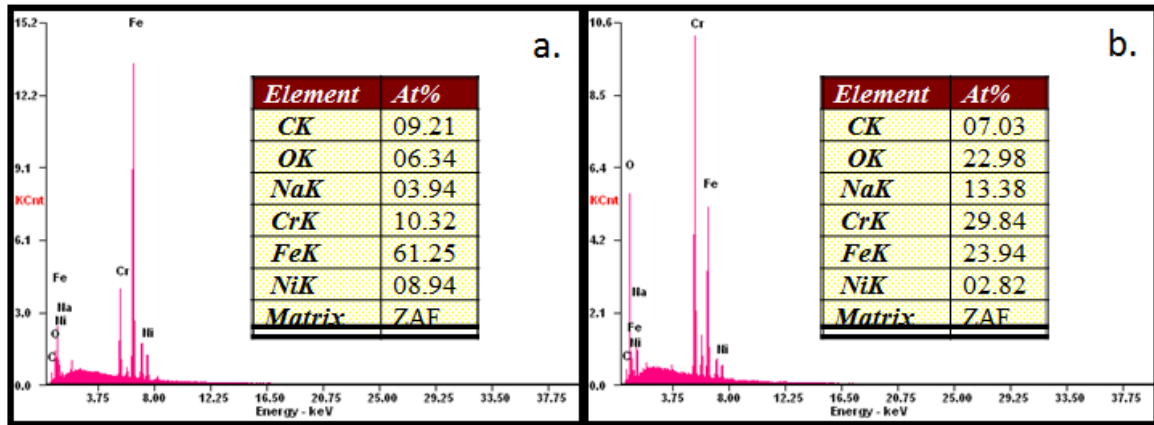 a.
15.2
12.2
9.1
KCnt
6.1
3.0
0.0
Fe
Fe
Na
Ni
O
C
Cr
Ni
3.75 8.00 12.25 16.50 20.75 25.00 29.25 33.50 37.75
Energy - keV
Element At%
CK 09.21
OK 06.34
NaK 03.94
CrK 10.32
FeK 61.25
NiK 08.94
Matrix ZAF
b.
10.6
8.5
6.4
KCnt
4.2
2.1
0.0
Cr
O
Fe
Na
Fe
Ni
C
Ni
3.75 8.00 12.25 16.50 20.75 25.00 29.25 33.50 37.75
Energy - keV
Element At%
CK 07.03
OK 22.98
NaK 13.38
CrK 29.84
FeK 23.94
NiK 02.82
Matrix ZAF